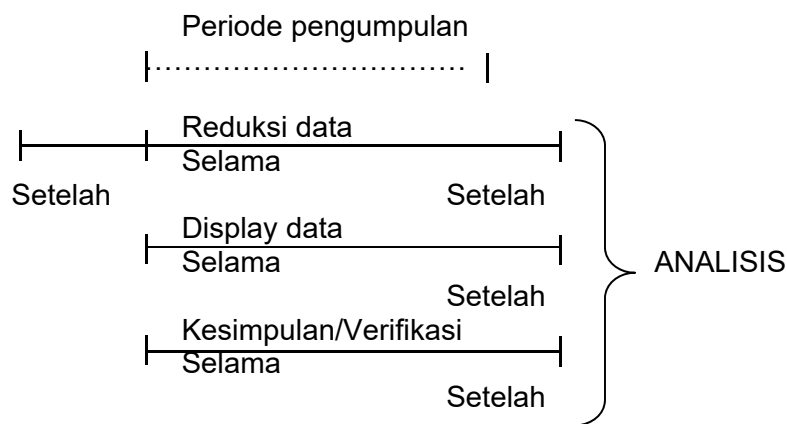 Periode pengumpulan
Reduksi data
Selama
Setelah
Setelah
Display data
Selama
ANALISIS
Setelah
Kesimpulan/Verifikasi
Selama
Setelah